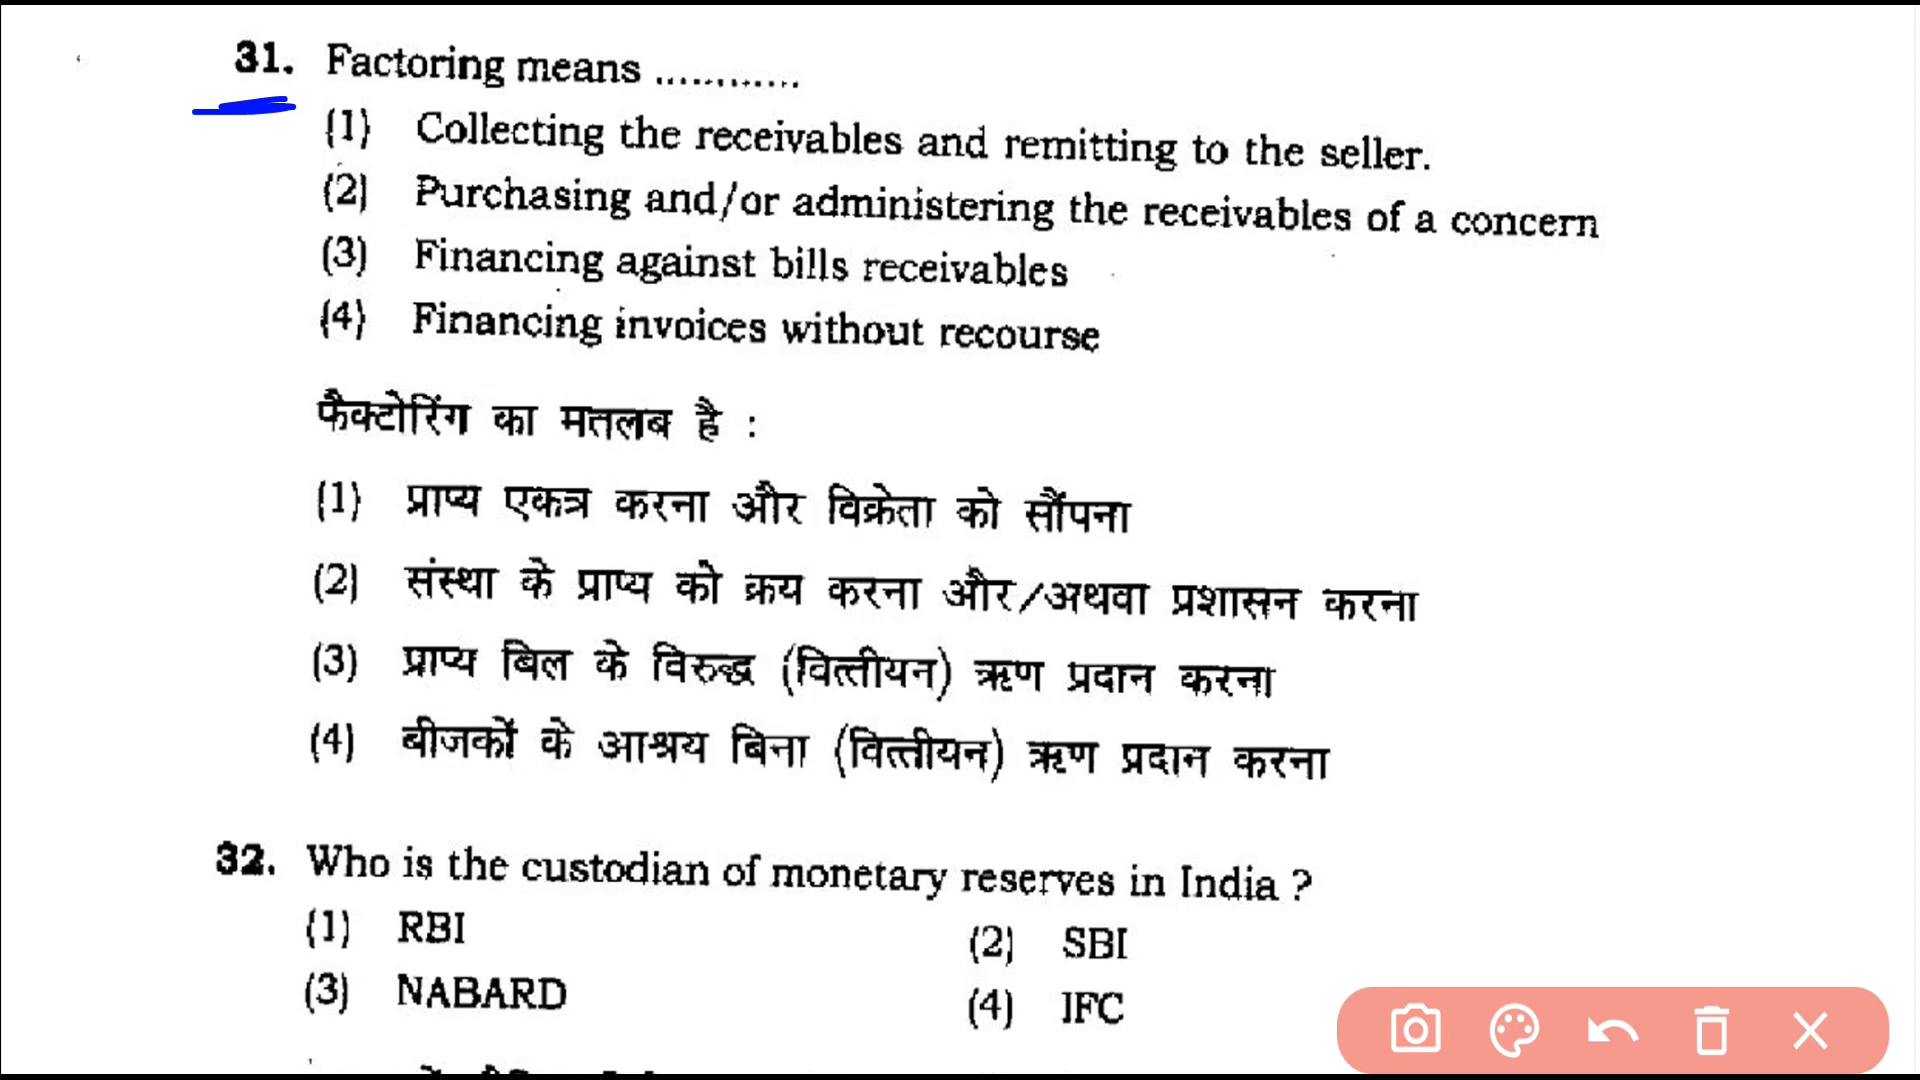 31. Factoring means ............
(1) Collecting the receivables and remitting to the seller.
(2) Purchasing and/or administering the receivables of a concern
(3) Financing against bills receivables
(4) Financing invoices without recourse
फैक्टोरिंग का मतलब है :
(1) प्राप्य एकत्र करना और विक्रेता को सौंपना
(2) संस्था के प्राप्य को क्रय करना और/अथवा प्रशासन करना
(3) प्राप्य बिल के विरुद्ध (वित्तीयन) ऋण प्रदान करना
(4) बीजकों के आश्रय बिना (वित्तीयन) ऋण प्रदान करना
32. Who is the custodian of monetary reserves in India ?
(1) RBI (2) SBI
(3) NABARD (4) IFC